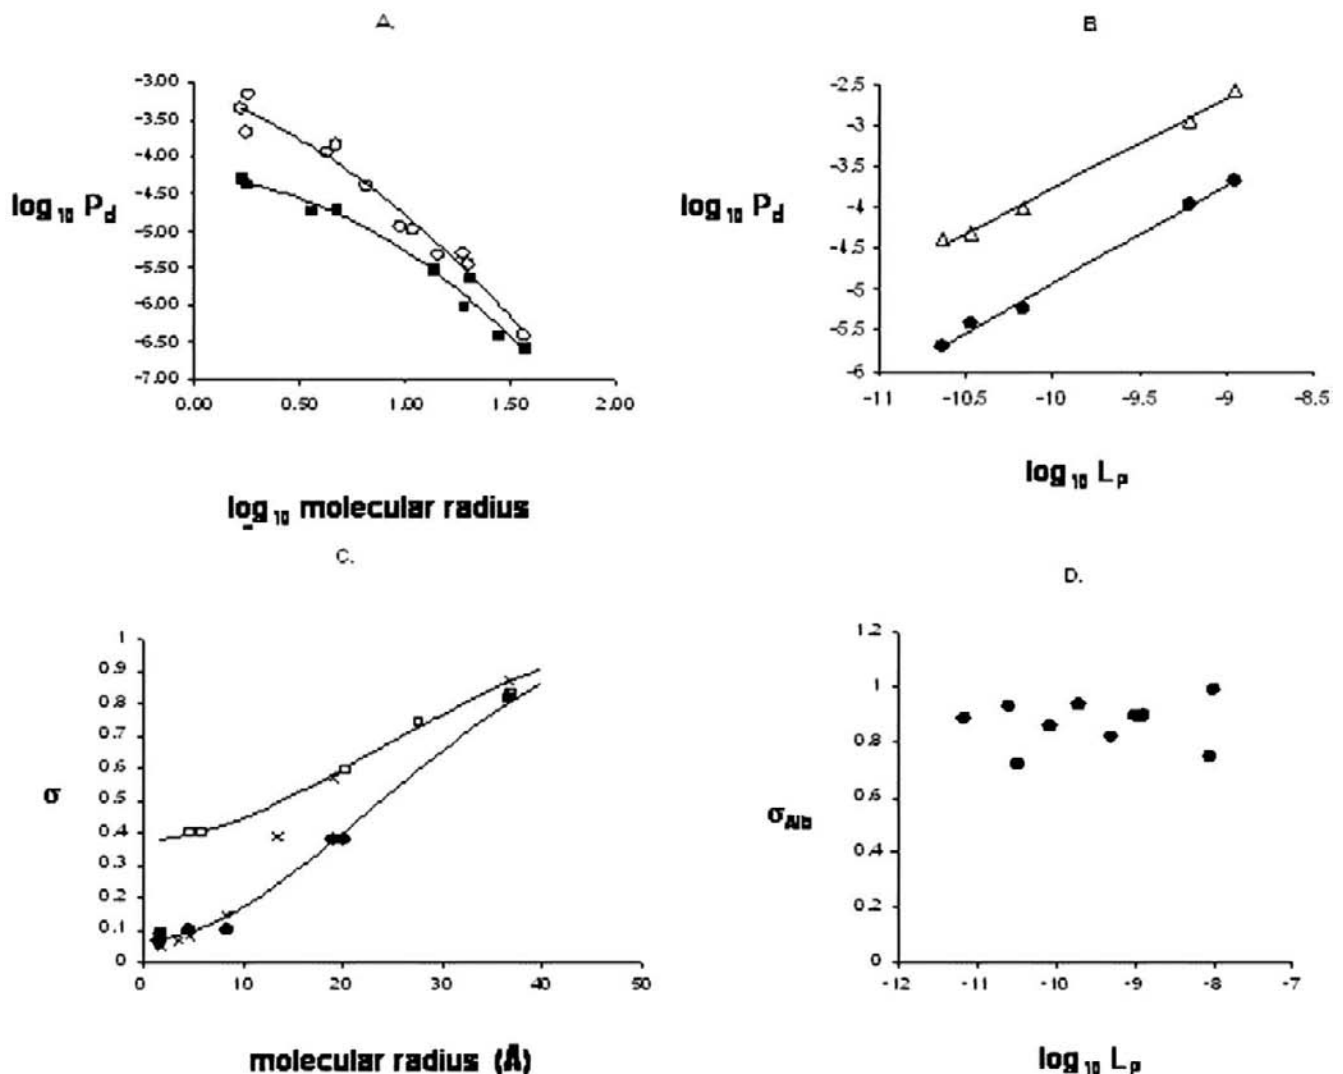 A.
-3.00
-3.50
-4.00
-4.50
-5.00
-5.50
-6.00
-6.50
-7.00
0.00 0.50 1.00 1.50 2.00
log₁₀ P_d
log₁₀ molecular radius
B
-2.5
-3
-3.5
-4
-4.5
-5
-5.5
-6
-11 -10.5 -10 -9.5 -9 -8.5
log₁₀ P_d
log₁₀ L_P
C.
1
0.9
0.8
0.7
0.6
0.5
0.4
0.3
0.2
0.1
0
0 10 20 30 40 50
σ
molecular radius (Å)
D.
1.2
1
0.8
0.6
0.4
0.2
0
-12 -11 -10 -9 -8 -7
σ_Alb
log₁₀ L_P